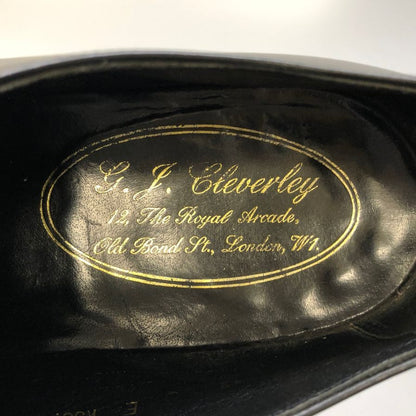 G. J. Cleverley
12, The Royal Arcade,
Old Bond St., London, W1.